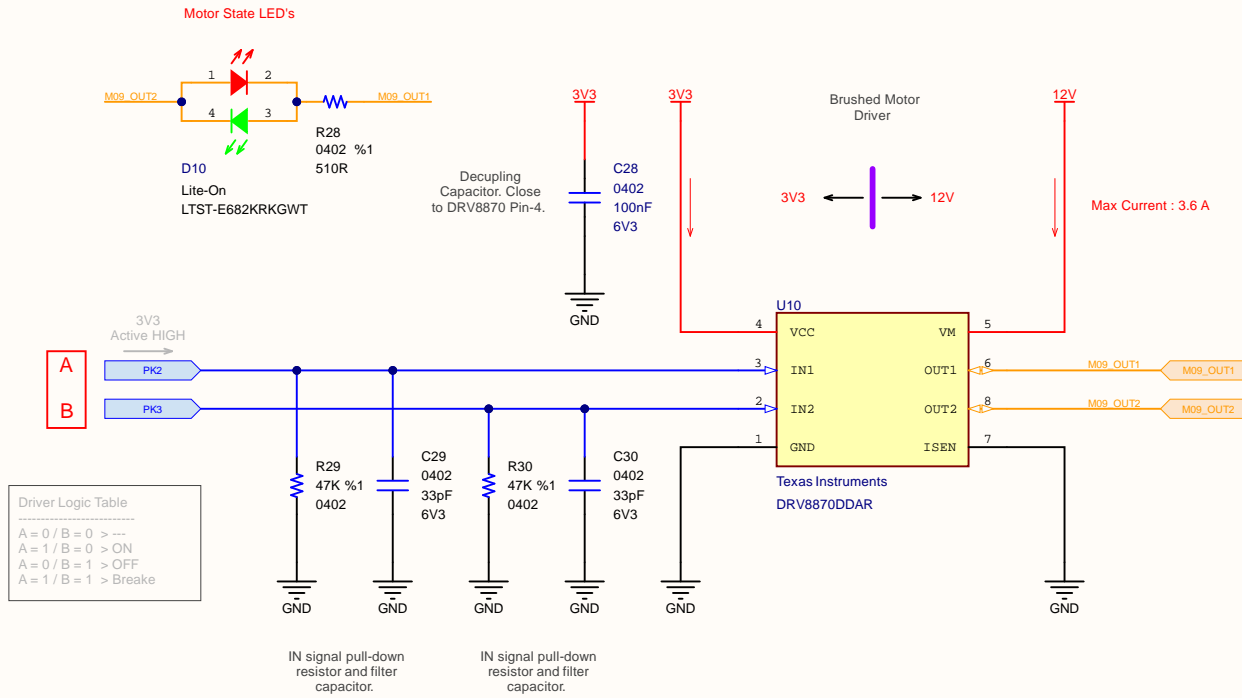 Motor State LED's
1
2
M09_OUT2
M09_OUT1
4
3
R28
0402 %1
510R
D10
Lite-On
LTST-E682KRKGWT
3V3
Decupling
Capacitor. Close
to DRV8870 Pin-4.
C28
0402
100nF
6V3
GND
3V3
Brushed Motor
Driver
12V
3V3
12V
Max Current : 3.6 A
3V3
Active HIGH
A
B
PK2
PK3
U10
4
VCC
VM
5
3
IN1
OUT1
6
2
IN2
OUT2
8
1
GND
ISEN
7
Texas Instruments
DRV8870DDAR
M09_OUT1
M09_OUT1
M09_OUT2
M09_OUT2
R29
47K %1
0402
C29
0402
33pF
6V3
R30
47K %1
0402
C30
0402
33pF
6V3
GND
GND
GND
GND
GND
GND
Driver Logic Table
--------------------------
A = 0 / B = 0 > ---
A = 1 / B = 0 > ON
A = 0 / B = 1 > OFF
A = 1 / B = 1 > Breake
IN signal pull-down
resistor and filter
capacitor.
IN signal pull-down
resistor and filter
capacitor.